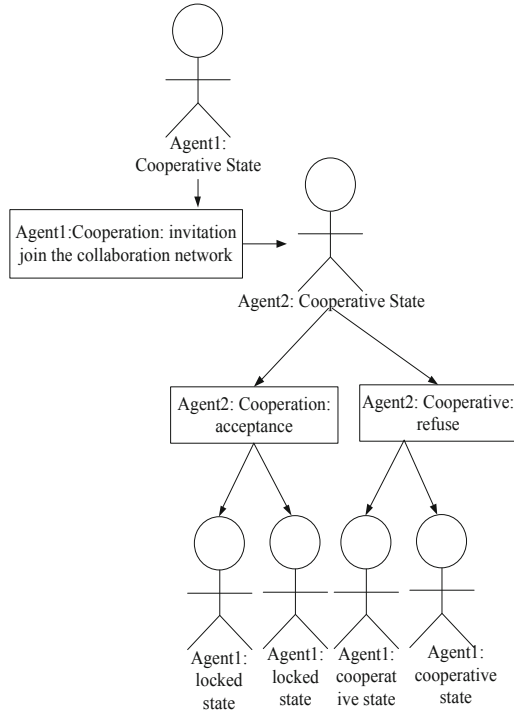 Agent1:
Cooperative State
Agent1:Cooperation: invitation
join the collaboration network
Agent2: Cooperative State
Agent2: Cooperation:
acceptance
Agent2: Cooperative:
refuse
Agent1:
locked
state
Agent1:
locked
state
Agent1:
cooperat
ive state
Agent1:
cooperative
state